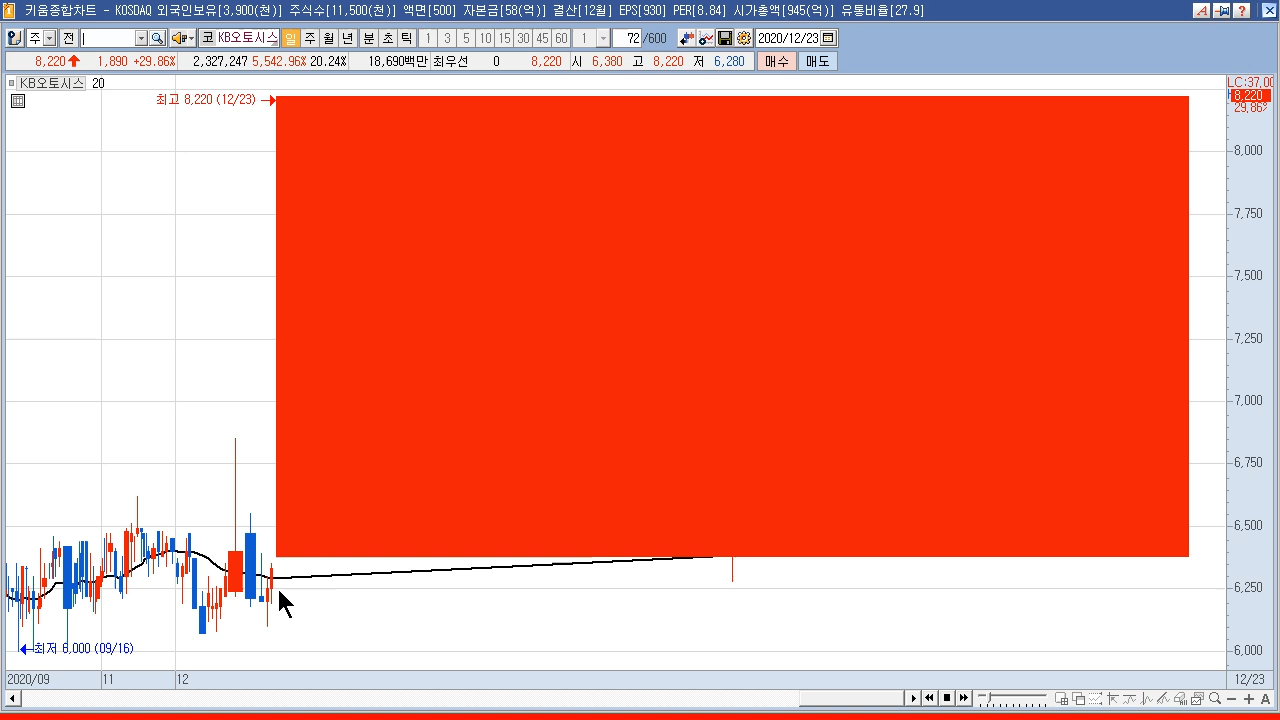 키움종합차트 - KOSDAQ 외국인보유[3,900(천)] 주식수[11,500(천)] 액면[500] 자본금[58(억)] 결산[12월] EPS[930] PER[8.84] 시가총액[945(억)] 유통비율[27.9]
주 전 코 KB오토시스 일 주 월 년 분 초 틱 1 3 5 10 15 30 45 60 1 72 /600 2020/12/23
8,220 1,890 +29.86% 2,327,247 5,542.96% 20.24% 18,690백만 최우선 0 8,220 시 6,380 고 8,220 저 6,280 매수 매도
KB오토시스 20
LC:37,00
최고 8,220 (12/23)
8,220
29.86%
8,000
7,750
7,500
7,250
7,000
6,750
6,500
6,250
최저 6,000 (09/16)
6,000
2020/09 11 12 12/23
A